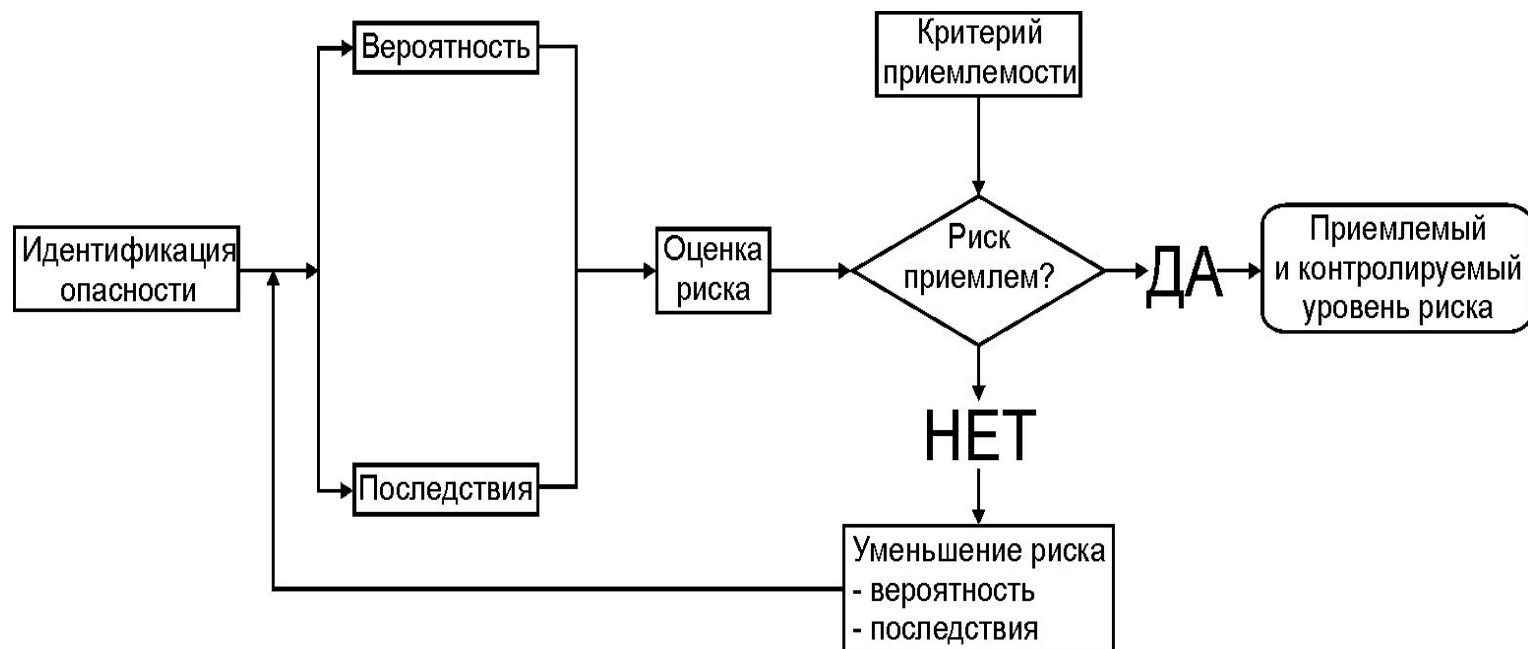 Вероятность
Критерий
приемлемости
Идентификация
опасности
Оценка
риска
Риск
приемлем?
ДА
Приемлемый
и контролируемый
уровень риска
НЕТ
Последствия
Уменьшение риска
- вероятность
- последствия